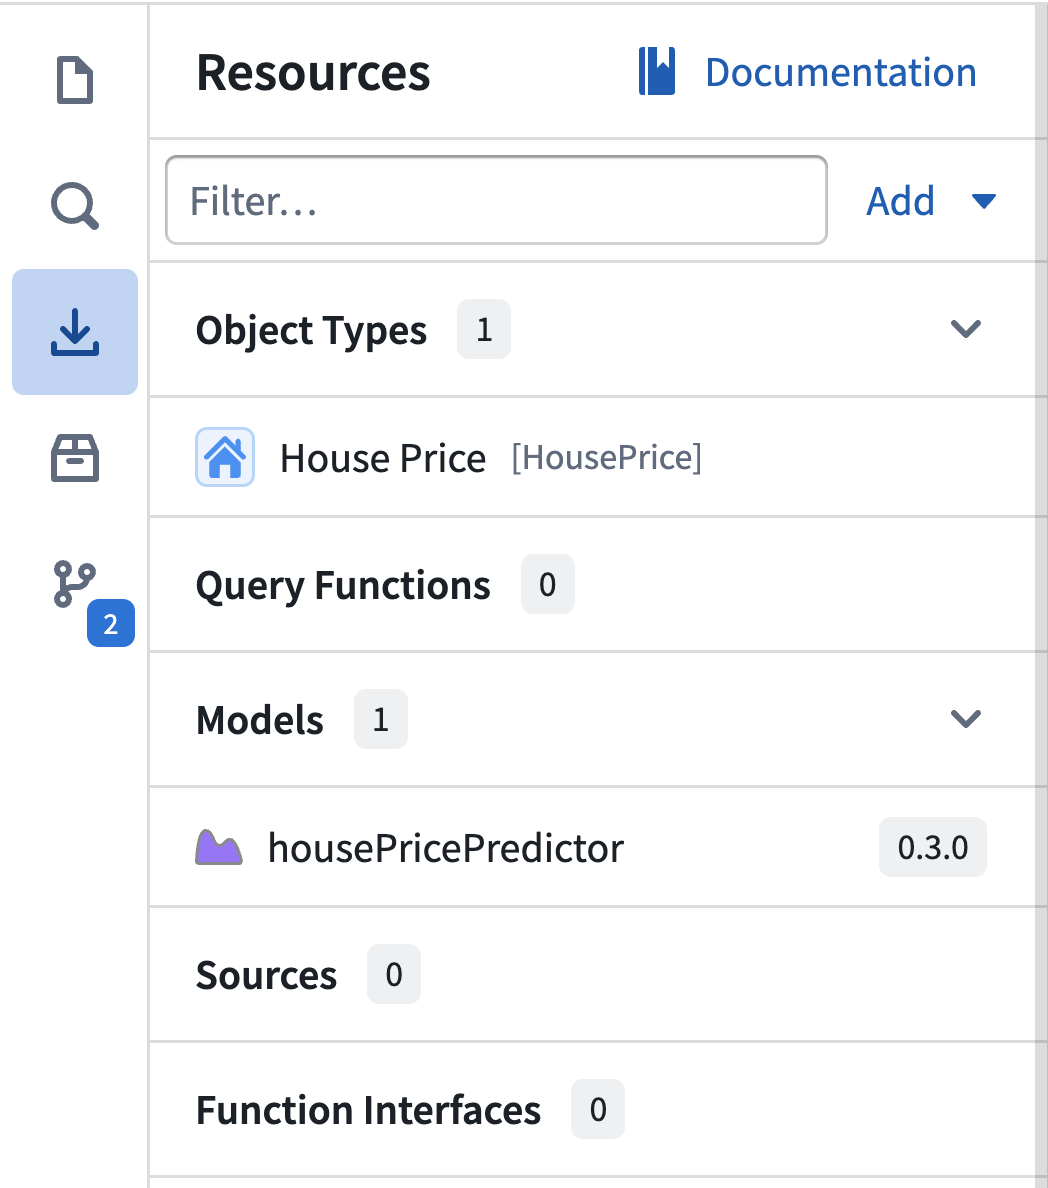 Resources Documentation
Filter... Add
Object Types 1
House Price [HousePrice]
2
Query Functions 0
Models 1
housePricePredictor 0.3.0
Sources 0
Function Interfaces 0